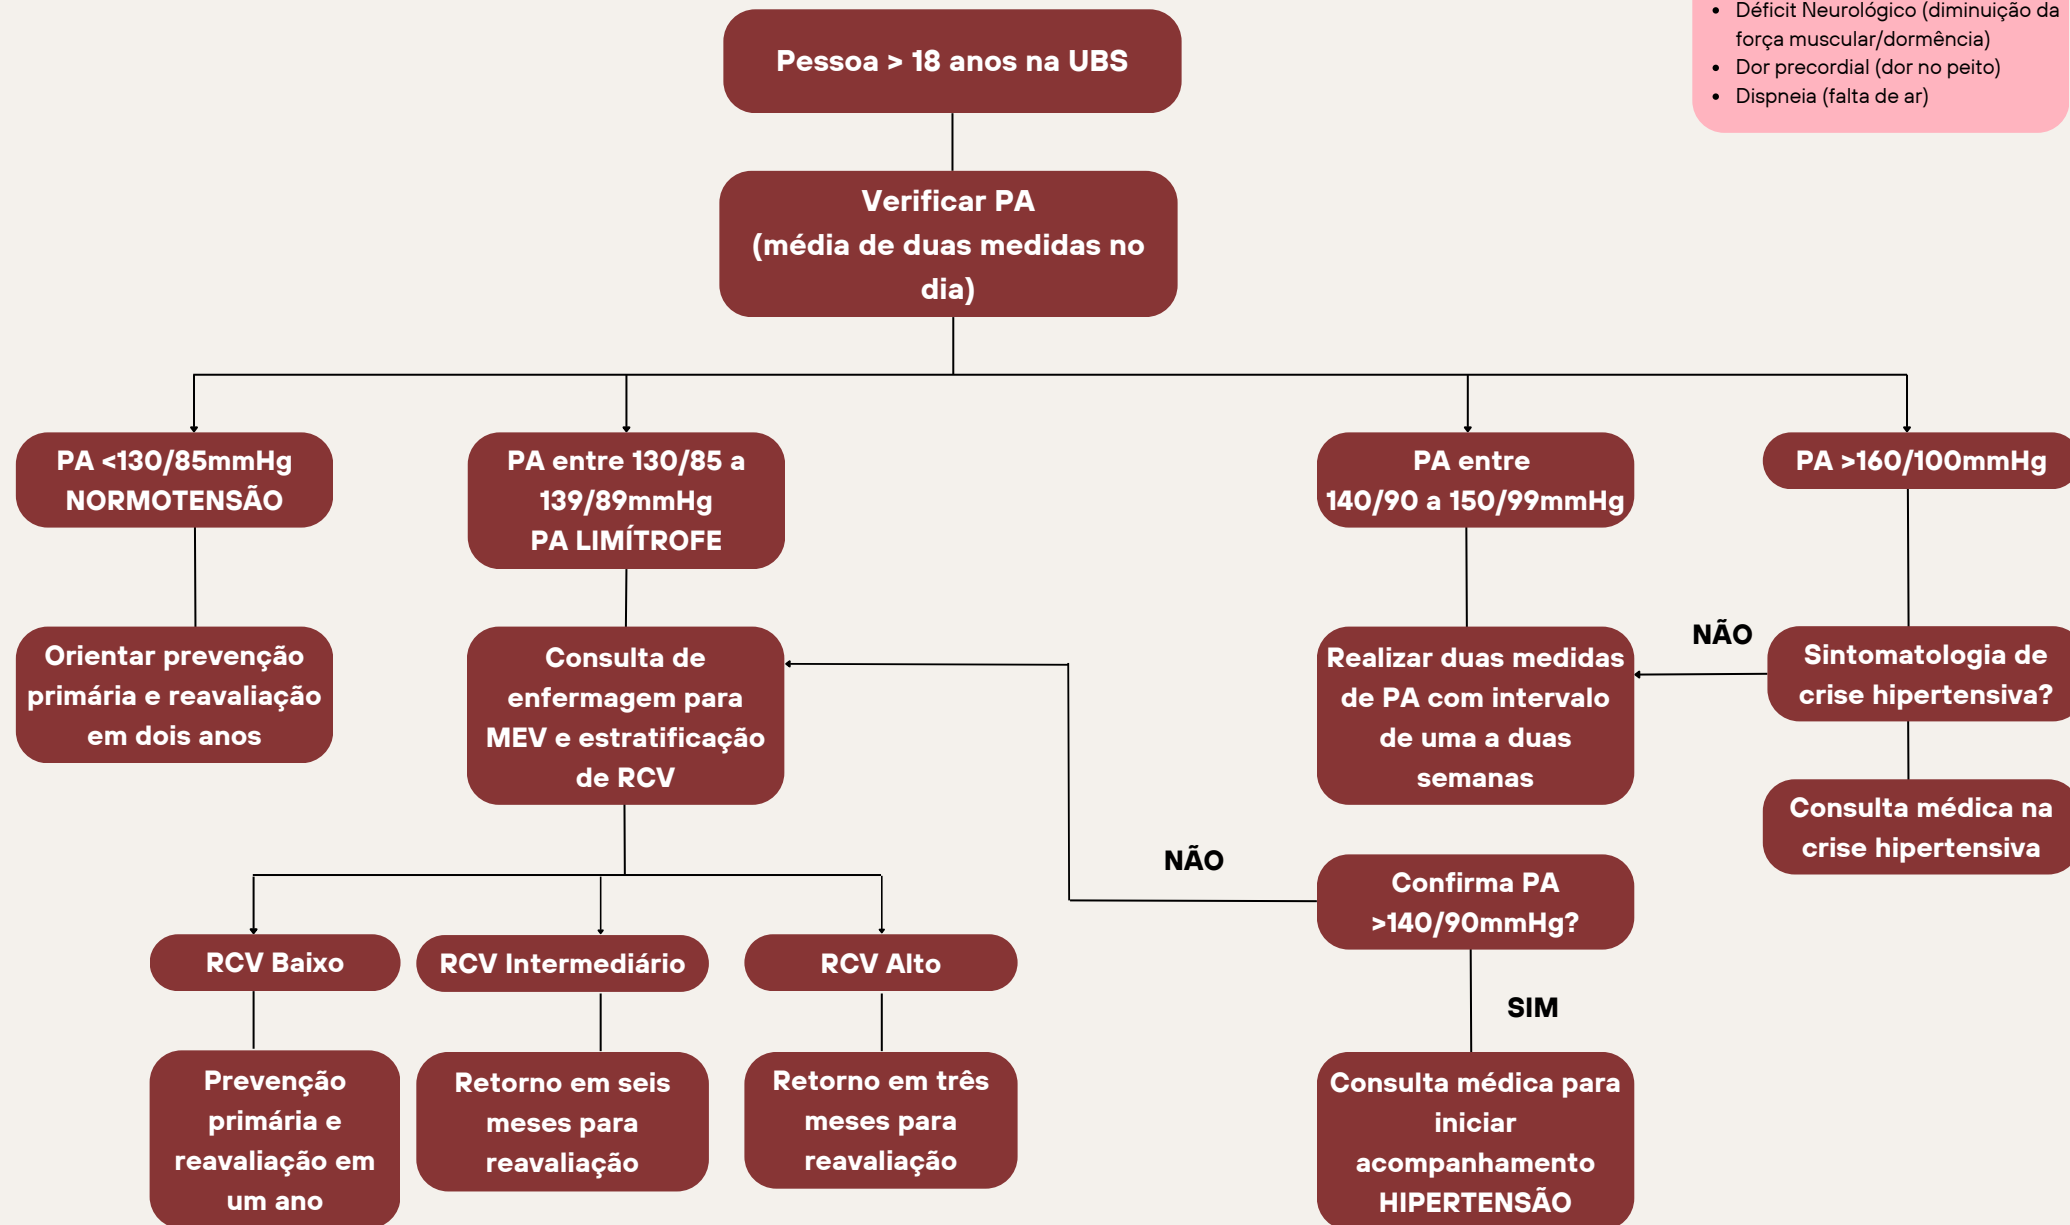 Déficit Neurológico (diminuição da
força muscular/dormência)
Dor precordial (dor no peito)
Dispneia (falta de ar)
Pessoa > 18 anos na UBS
Verificar PA
(média de duas medidas no
dia)
PA <130/85mmHg
NORMOTENSÃO
PA entre 130/85 a
139/89mmHg
PA LIMÍTROFE
PA entre
140/90 a 150/99mmHg
PA >160/100mmHg
Orientar prevenção
primária e reavaliação
em dois anos
Consulta de
enfermagem para
MEV e estratificação
de RCV
Realizar duas medidas
de PA com intervalo
de uma a duas
semanas
NÃO
Sintomatologia de
crise hipertensiva?
Consulta médica na
crise hipertensiva
NÃO
Confirma PA
>140/90mmHg?
RCV Baixo
RCV Intermediário
RCV Alto
SIM
Prevenção
primária e
reavaliação em
um ano
Retorno em seis
meses para
reavaliação
Retorno em três
meses para
reavaliação
Consulta médica para
iniciar
acompanhamento
HIPERTENSÃO